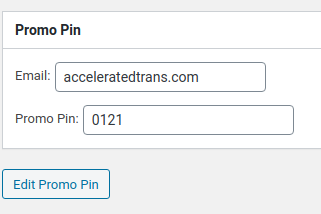 Promo Pin
Email: acceleratedtrans.com
Promo Pin: 0121
Edit Promo Pin